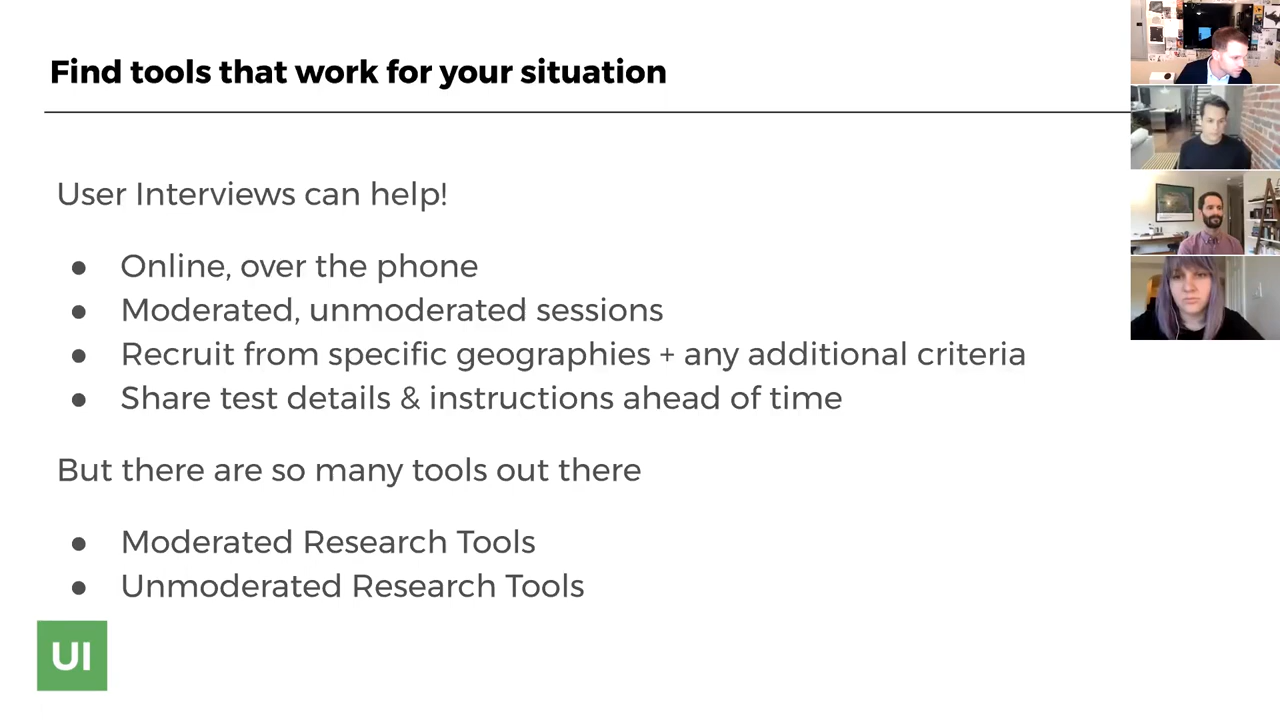 Find tools that work for your situation
User Interviews can help!
● Online, over the phone
● Moderated, unmoderated sessions
● Recruit from specific geographies + any additional criteria
● Share test details & instructions ahead of time
But there are so many tools out there
● Moderated Research Tools
● Unmoderated Research Tools
UI